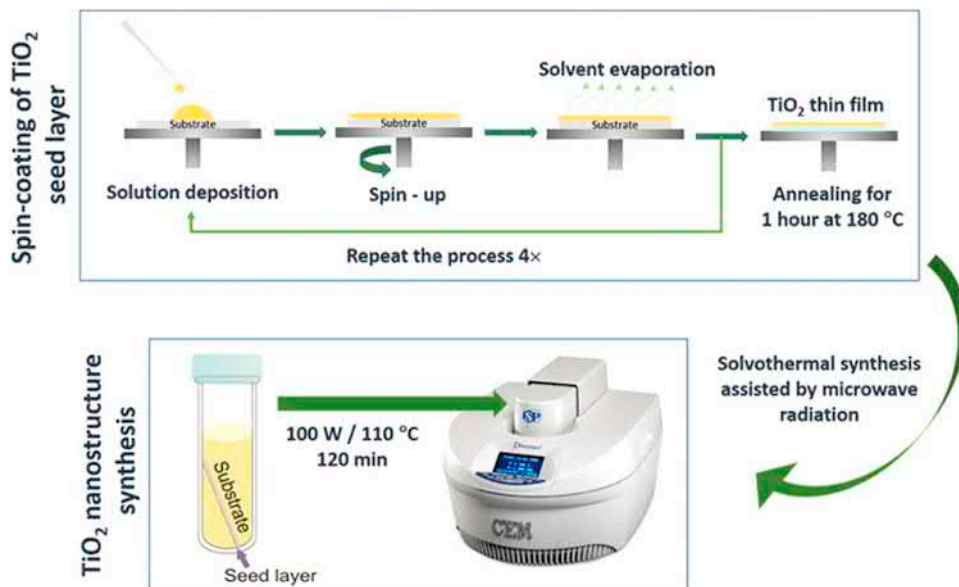 Spin-coating of TiO₂
seed layer
Solvent evaporation
TiO₂ thin film
Substrate
Substrate
Substrate
Solution deposition
Spin - up
Annealing for
1 hour at 180 °C
Repeat the process 4×
TiO₂ nanostructure
synthesis
Solvothermal synthesis
assisted by microwave
radiation
100 W / 110 °C
120 min
Substrate
Seed layer
Discover
CEM